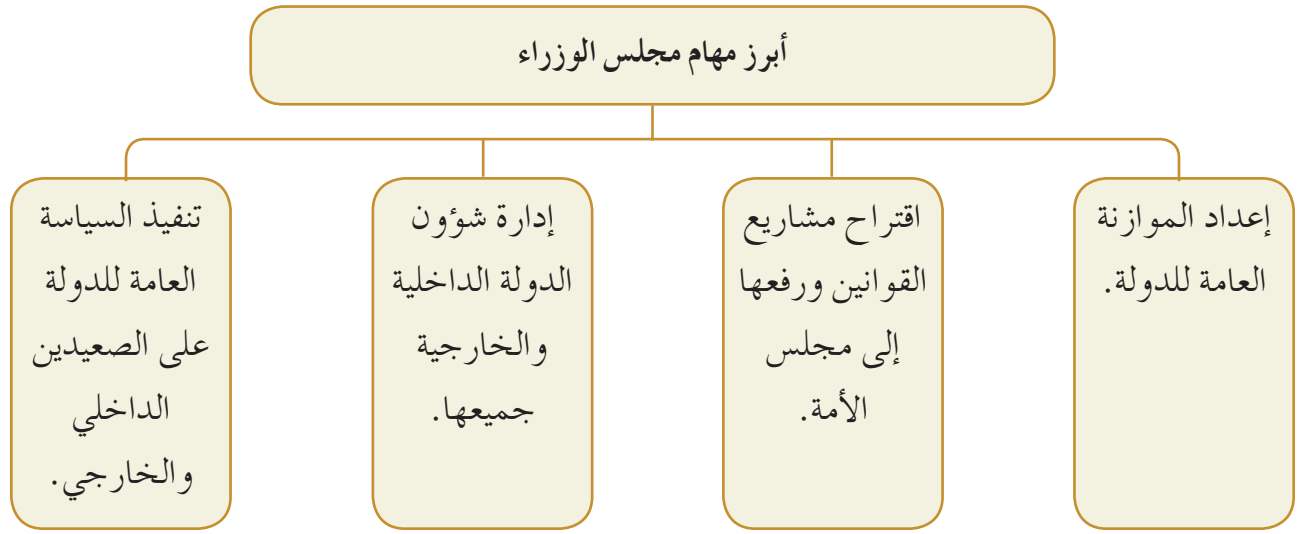 أبرز مهام مجلس الوزراء
إعداد الموازنة
العامة للدولة.
اقتراح مشاريع
القوانين ورفعها
إلى مجلس
الأمة.
إدارة شؤون
الدولة الداخلية
والخارجية
جميعها.
تنفيذ السياسة
العامة للدولة
على الصعيدين
الداخلي
والخارجي.